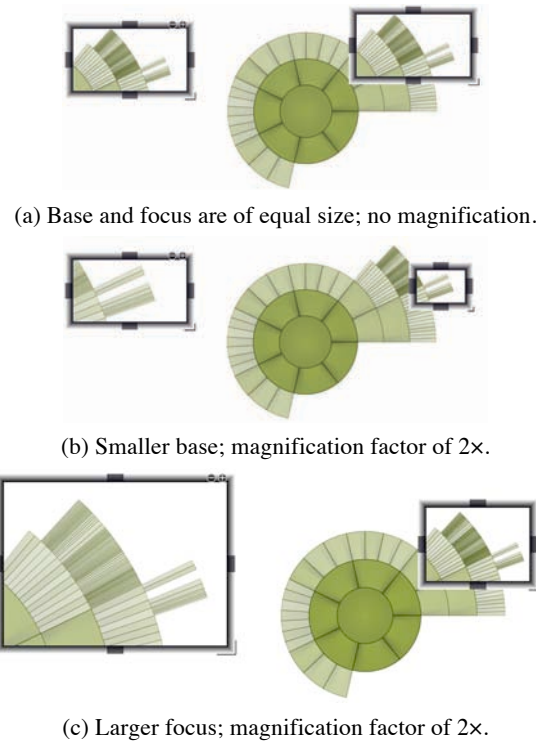 (a) Base and focus are of equal size; no magnification.
(b) Smaller base; magnification factor of 2×.
(c) Larger focus; magnification factor of 2×.